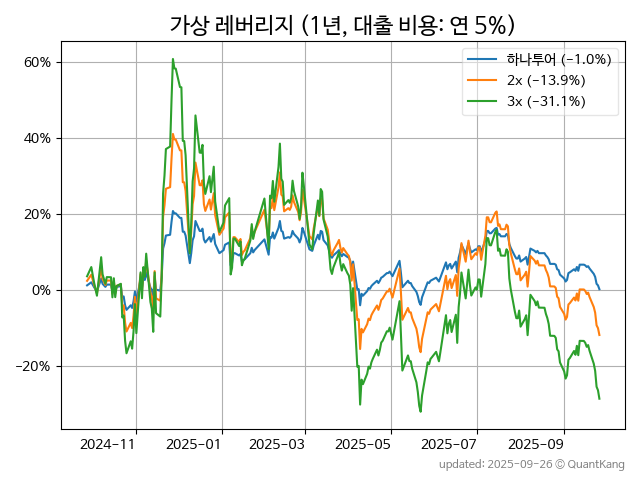 가상 레버리지 (1년, 대출 비용: 연 5%)
하나투어 (−1.0%)
2x (−13.9%)
3x (−31.1%)
60%
40%
20%
0%
−20%
2024-11
2025-01
2025-03
2025-05
2025-07
2025-09
updated: 2025-09-26 © QuantKang